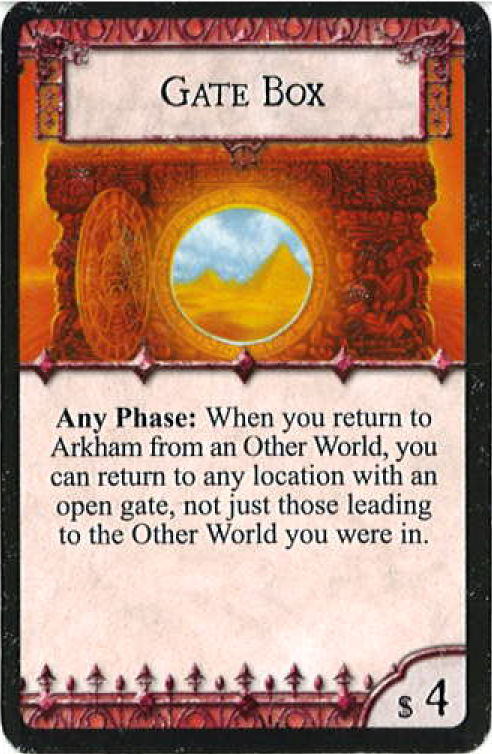 GATE BOX
Any Phase: When you return to
Arkham from an Other World, you
can return to any location with an
open gate, not just those leading
to the Other World you were in.
$ 4